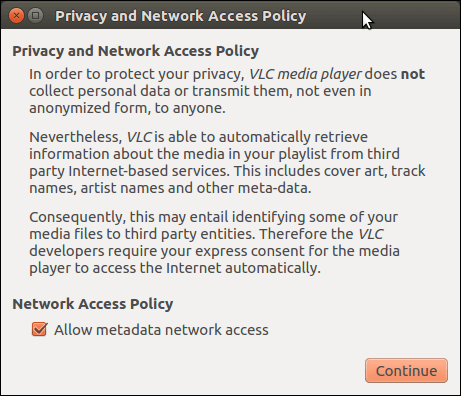 Privacy and Network Access Policy
Privacy and Network Access Policy
In order to protect your privacy, VLC media player does not
collect personal data or transmit them, not even in
anonymized form, to anyone.
Nevertheless, VLC is able to automatically retrieve
information about the media in your playlist from third
party Internet-based services. This includes cover art, track
names, artist names and other meta-data.
Consequently, this may entail identifying some of your
media files to third party entities. Therefore the VLC
developers require your express consent for the media
player to access the Internet automatically.
Network Access Policy
Allow metadata network access
Continue